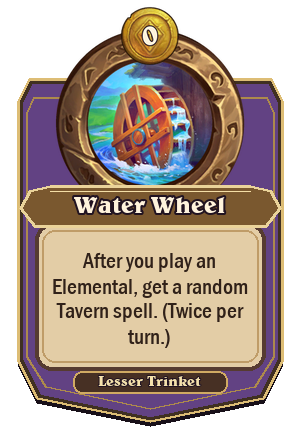 0
Water Wheel
After you play an
Elemental, get a random
Tavern spell. (Twice per
turn.)
Lesser Trinket